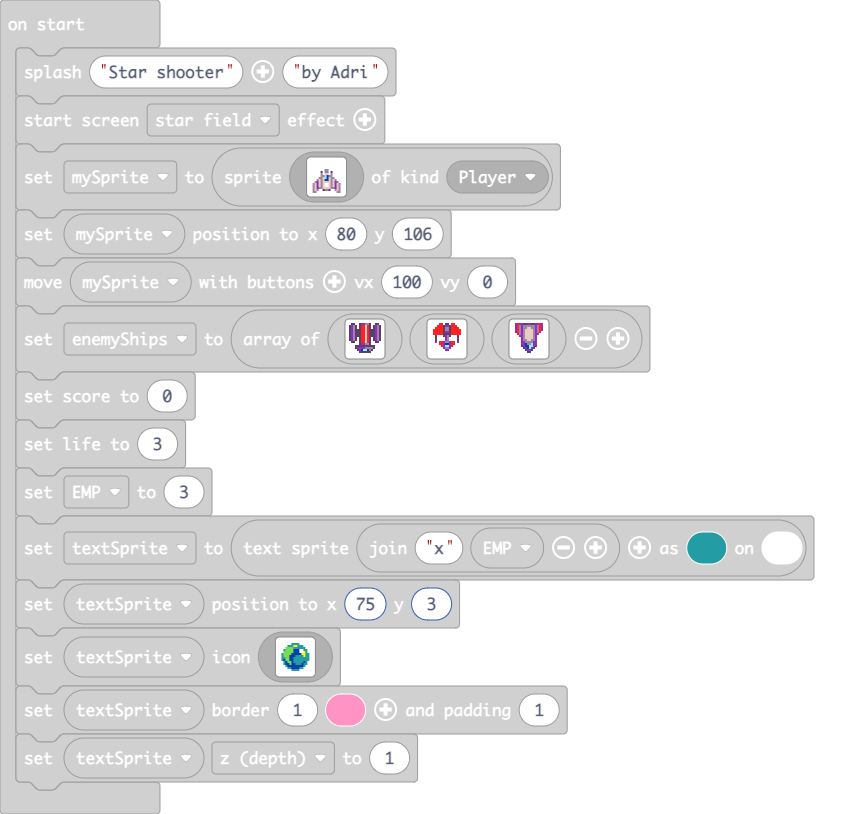 on start
splash "Star shooter" "by Adri"
start screen star field effect
set mySprite to sprite of kind Player
set mySprite position to x 80 y 106
move mySprite with buttons vx 100 vy 0
set enemyShips to array of
set score to 0
set life to 3
set EMP to 3
set textSprite to text sprite join "x" EMP as on
set textSprite position to x 75 y 3
set textSprite icon
set textSprite border 1 and padding 1
set textSprite z (depth) to 1